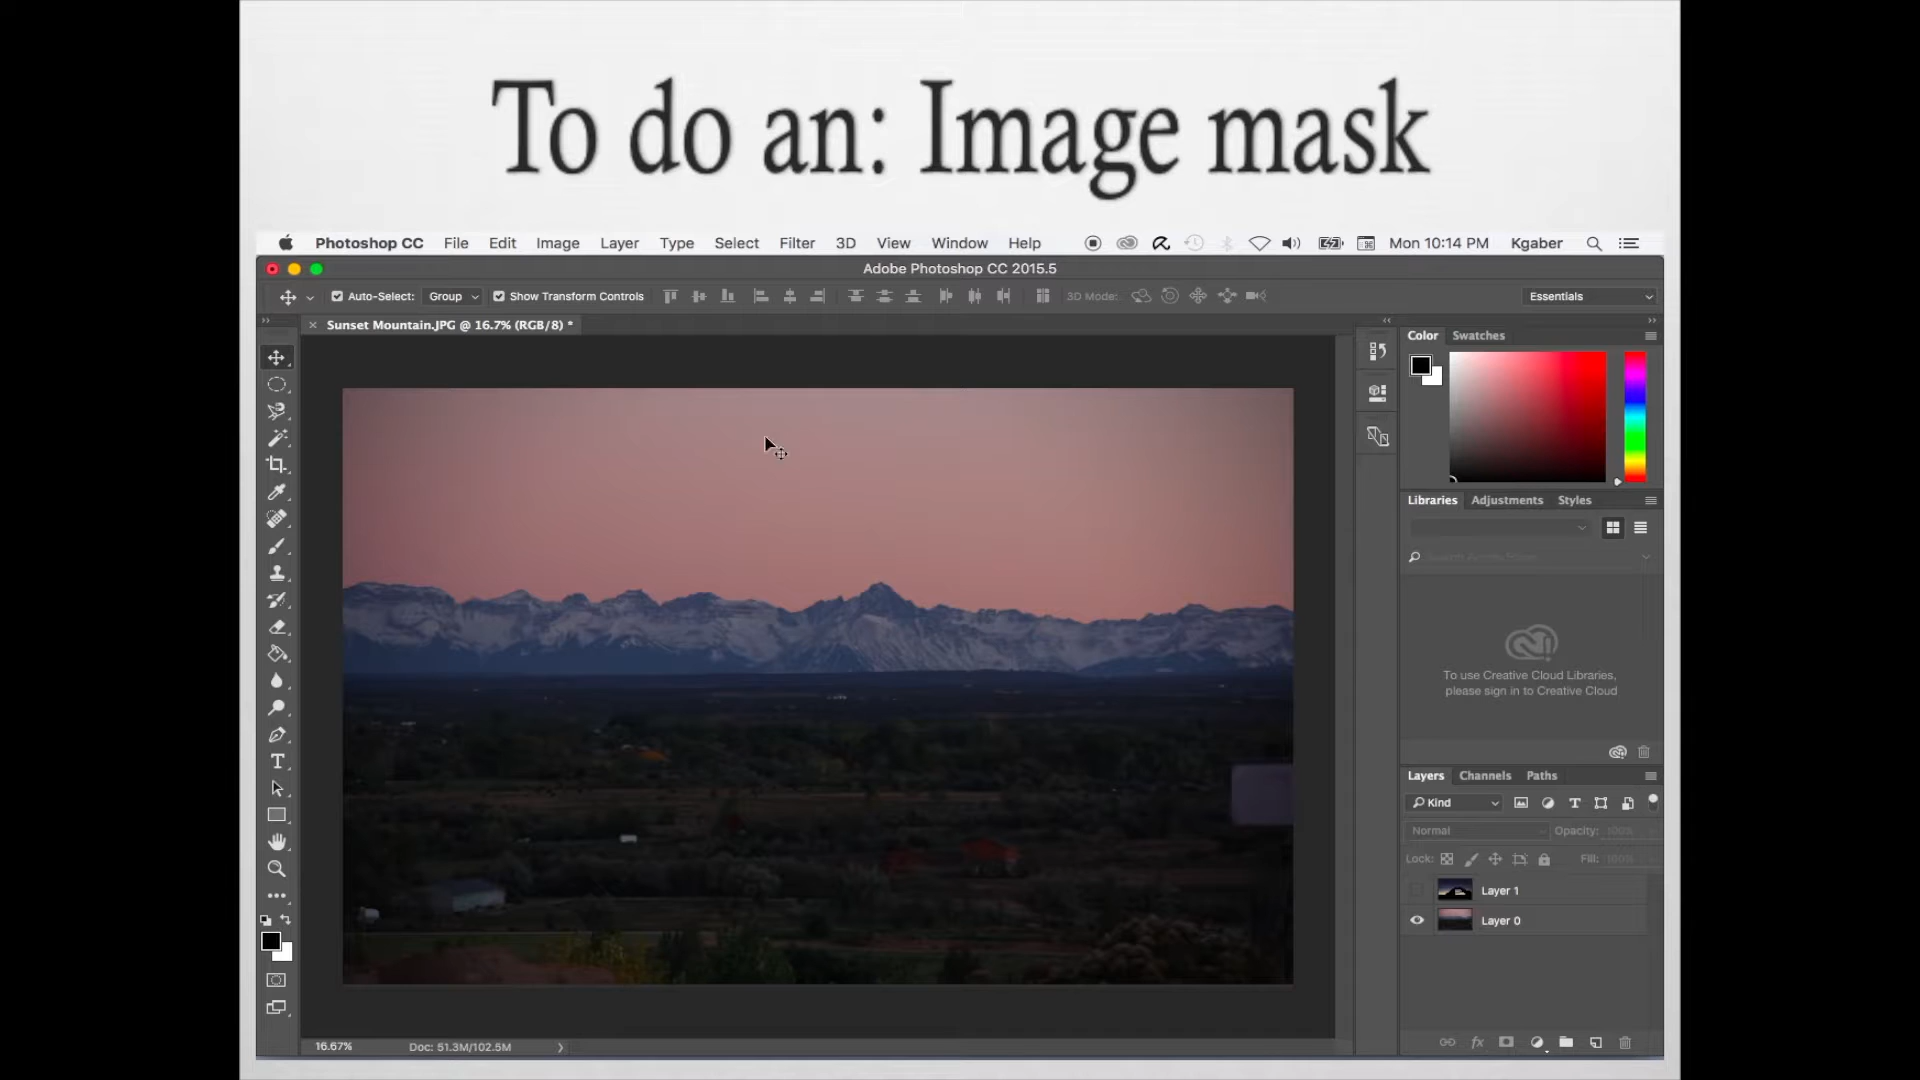 To do an: Image mask
Photoshop CC File Edit Image Layer Type Select Filter 3D View Window Help Mon 10:14 PM Kgaber
Adobe Photoshop CC 2015.5
Auto-Select: Group Show Transform Controls 3D Mode: Essentials
Sunset Mountain.JPG @ 16.7% (RGB/8) *
Color Swatches
Libraries Adjustments Styles
To use Creative Cloud Libraries,
please sign in to Creative Cloud
Layers Channels Paths
Kind
Normal Opacity: 100%
Lock: Fill: 100%
Layer 1
Layer 0
16.67% Doc: 51.3M/102.5M